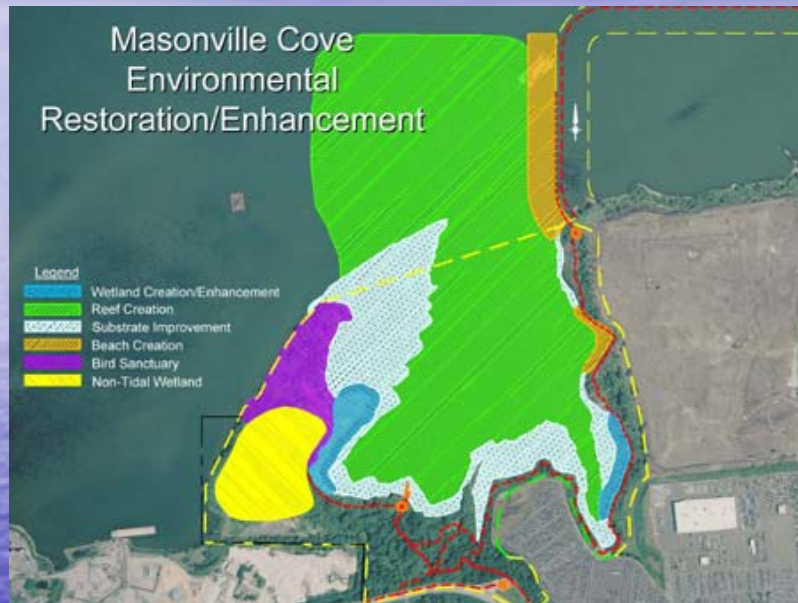 Masonville Cove
Environmental
Restoration/Enhancement
Legend
Wetland Creation/Enhancement
Reef Creation
Substrate Improvement
Beach Creation
Bird Sanctuary
Non-Tidal Wetland